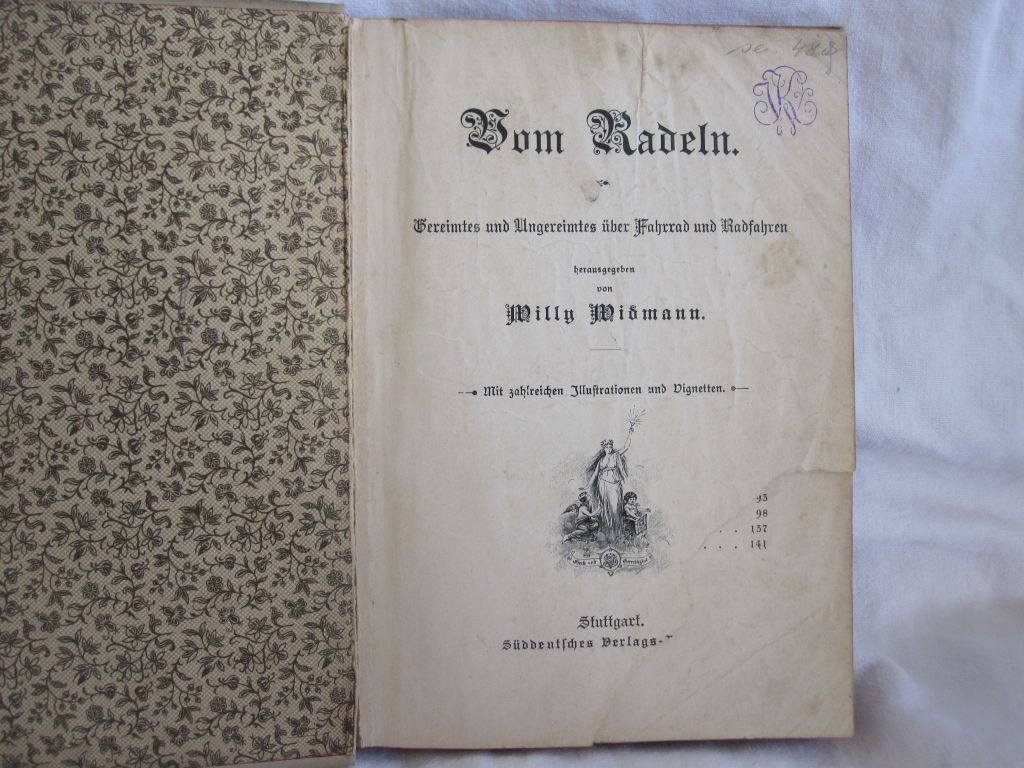 Vom Radeln.
Gereimtes und Ungereimtes über Fahrrad und Radfahren
herausgegeben
von
Willy Widmann.
Mit zahlreichen Illustrationen und Vignetten.
93
98
. . 137
. . . 141
Stuttgart.
Süddeutsches Verlags-